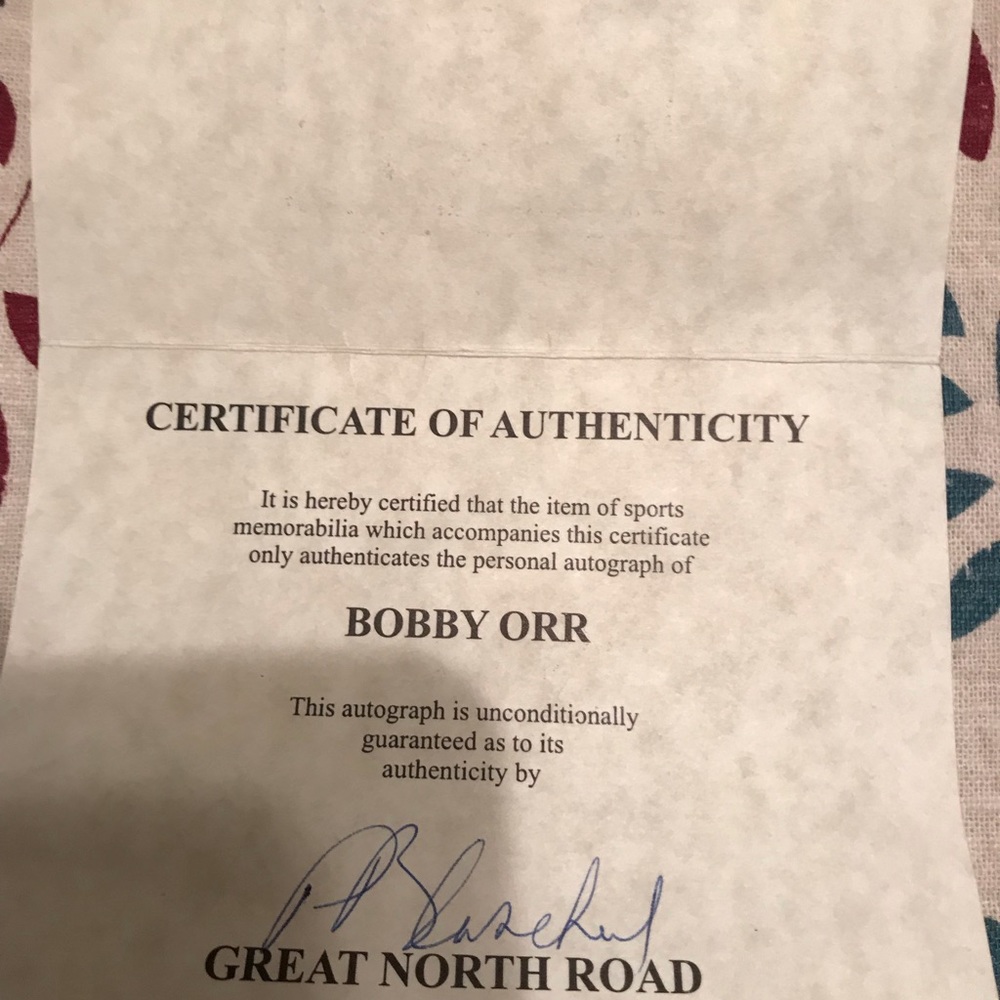 CERTIFICATE OF AUTHENTICITY
It is hereby certified that the item of sports
memorabilia which accompanies this certificate
only authenticates the personal autograph of
BOBBY ORR
This autograph is unconditionally
guaranteed as to its
authenticity by
GREAT NORTH ROAD